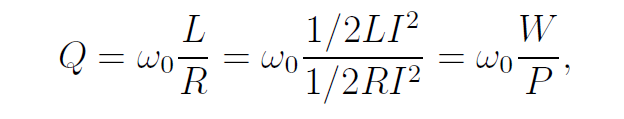 Q = ω₀ L/R = ω₀ (1/2LI²)/(1/2RI²) = ω₀ W/P,